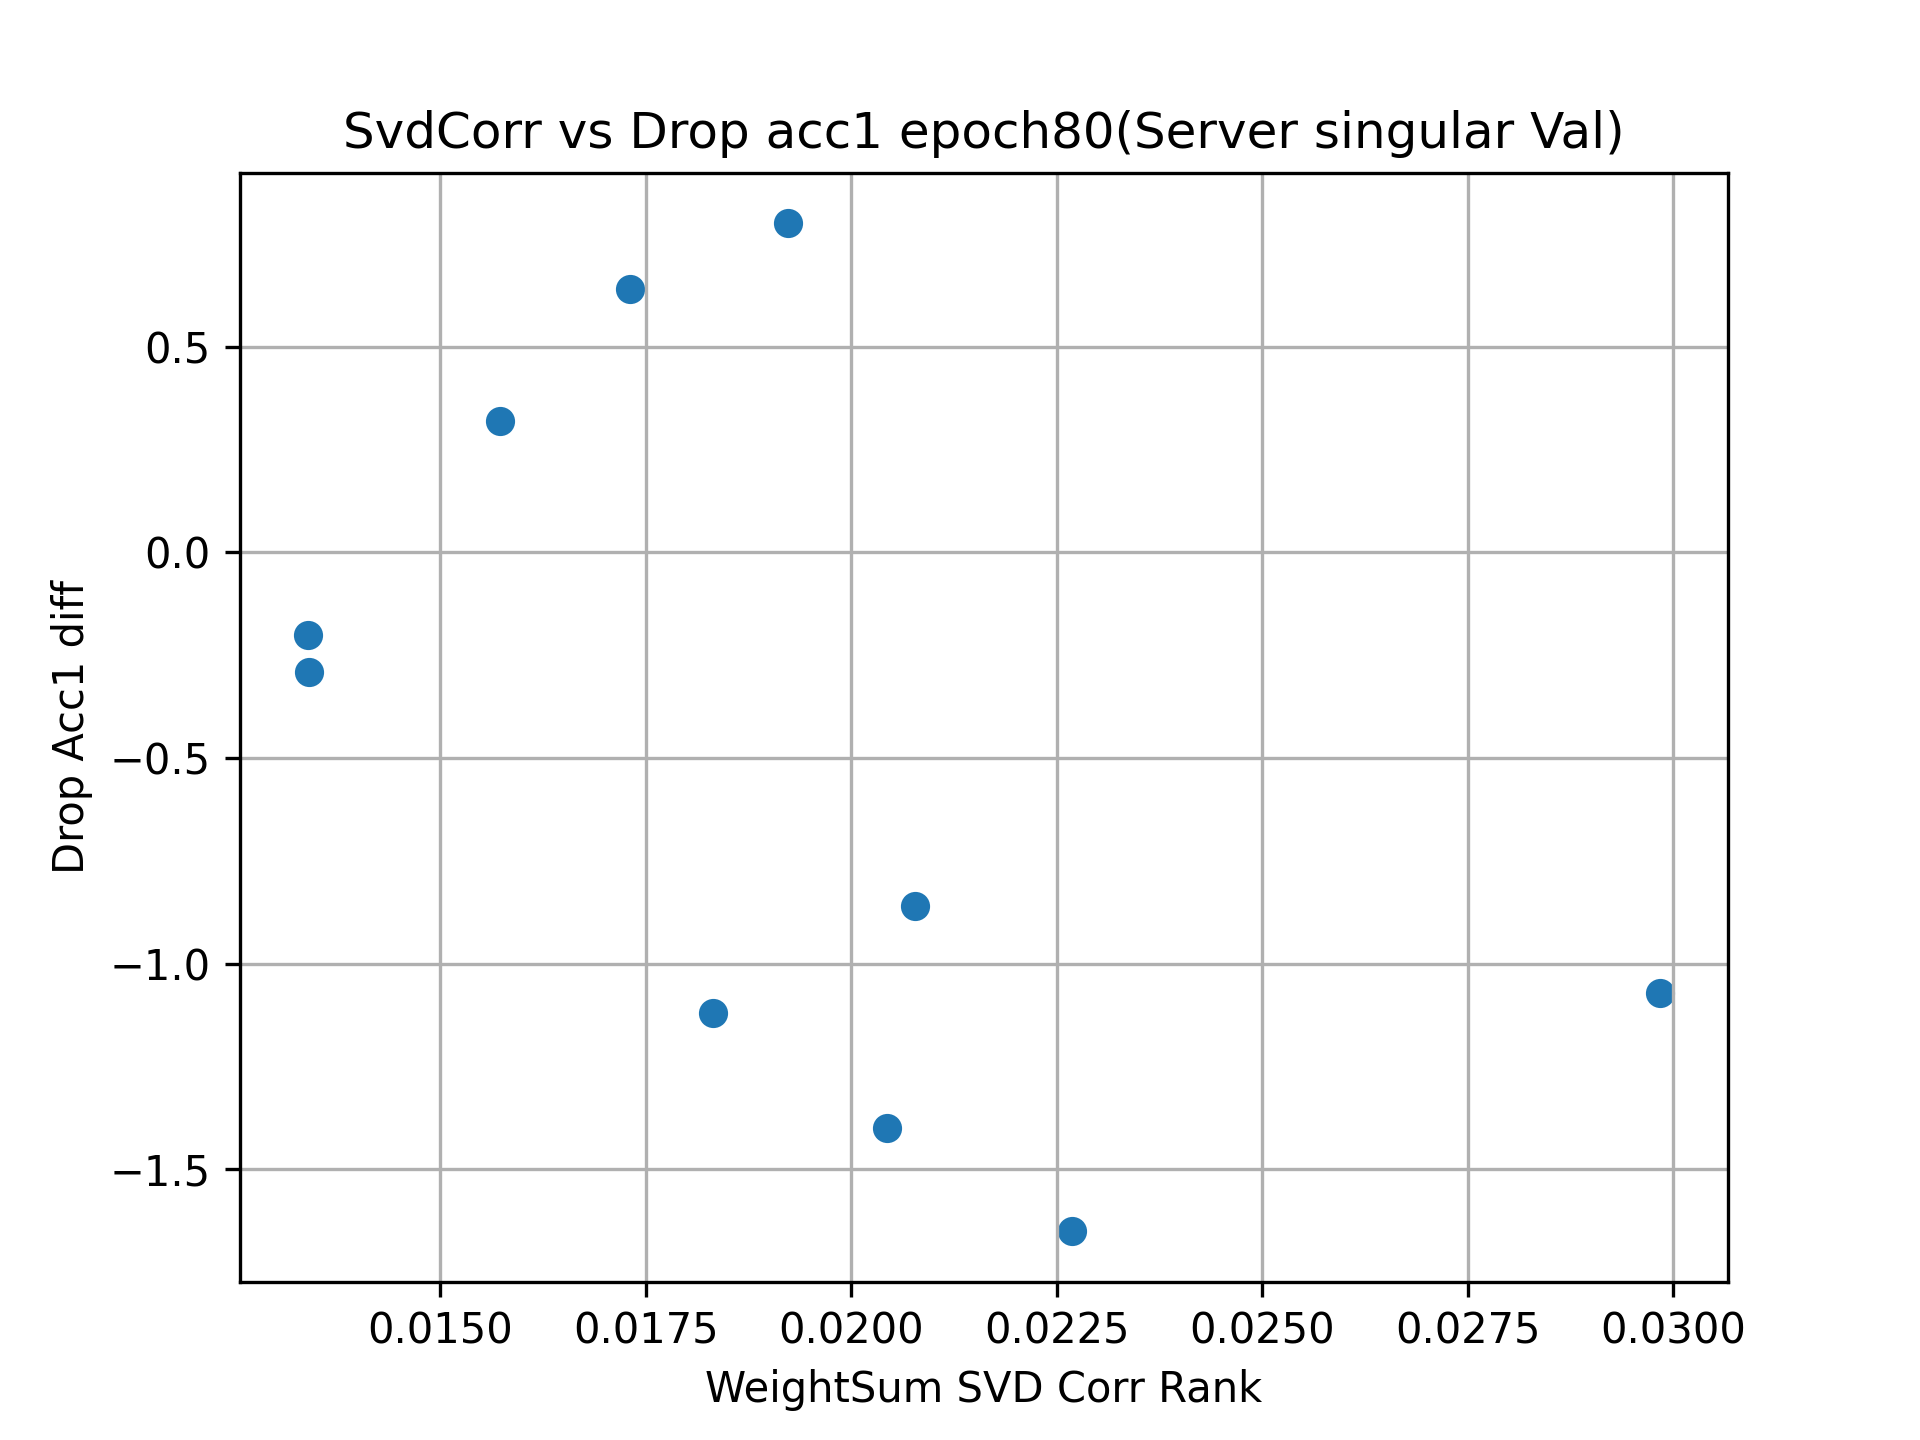 SvdCorr vs Drop acc1 epoch80(Server singular Val)
Drop Acc1 diff
0.5
0.0
−0.5
−1.0
−1.5
0.0150 0.0175 0.0200 0.0225 0.0250 0.0275 0.0300
WeightSum SVD Corr Rank